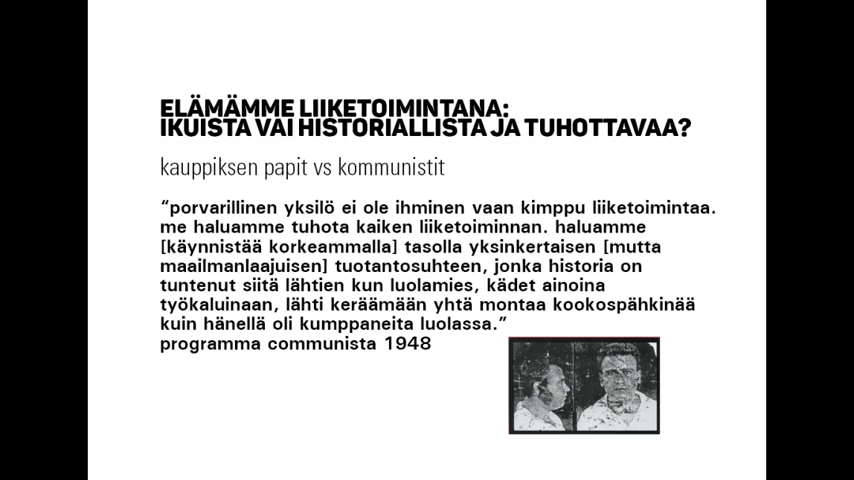 ELÄMÄMME LIIKETOIMINTANA:
IKUISTA VAI HISTORIALLISTA JA TUHOTTAVAA?
kauppiksen papit vs kommunistit
“porvarillinen yksilö ei ole ihminen vaan kimppu liiketoimintaa.
me haluamme tuhota kaiken liiketoiminnan. haluamme
[käynnistää korkeammalla] tasolla yksinkertaisen [mutta
maailmanlaajuisen] tuotantosuhteen, jonka historia on
tuntenut siitä lähtien kun luolamies, kädet ainoina
työkaluinaan, lähti keräämään yhtä montaa kookospähkinää
kuin hänellä oli kumppaneita luolassa.”
programma communista 1948